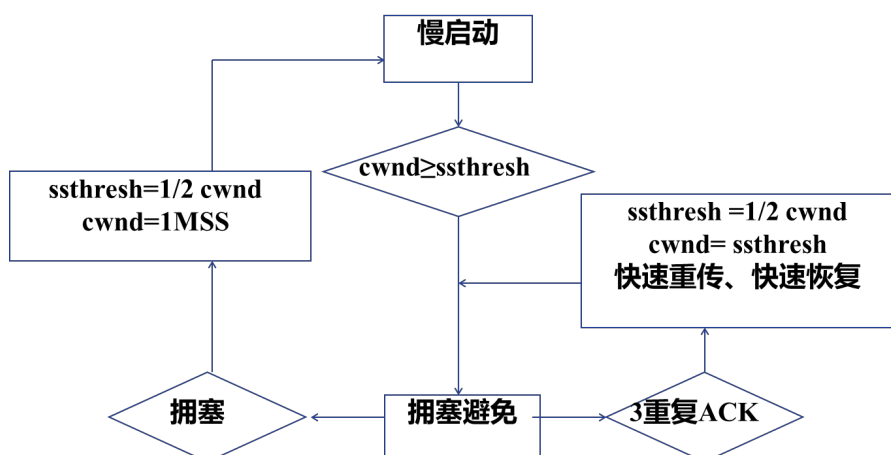 慢启动
cwnd≥ssthresh
ssthresh=1/2 cwnd
cwnd=1MSS
ssthresh =1/2 cwnd
cwnd= ssthresh
快速重传、快速恢复
拥塞
拥塞避免
3重复ACK